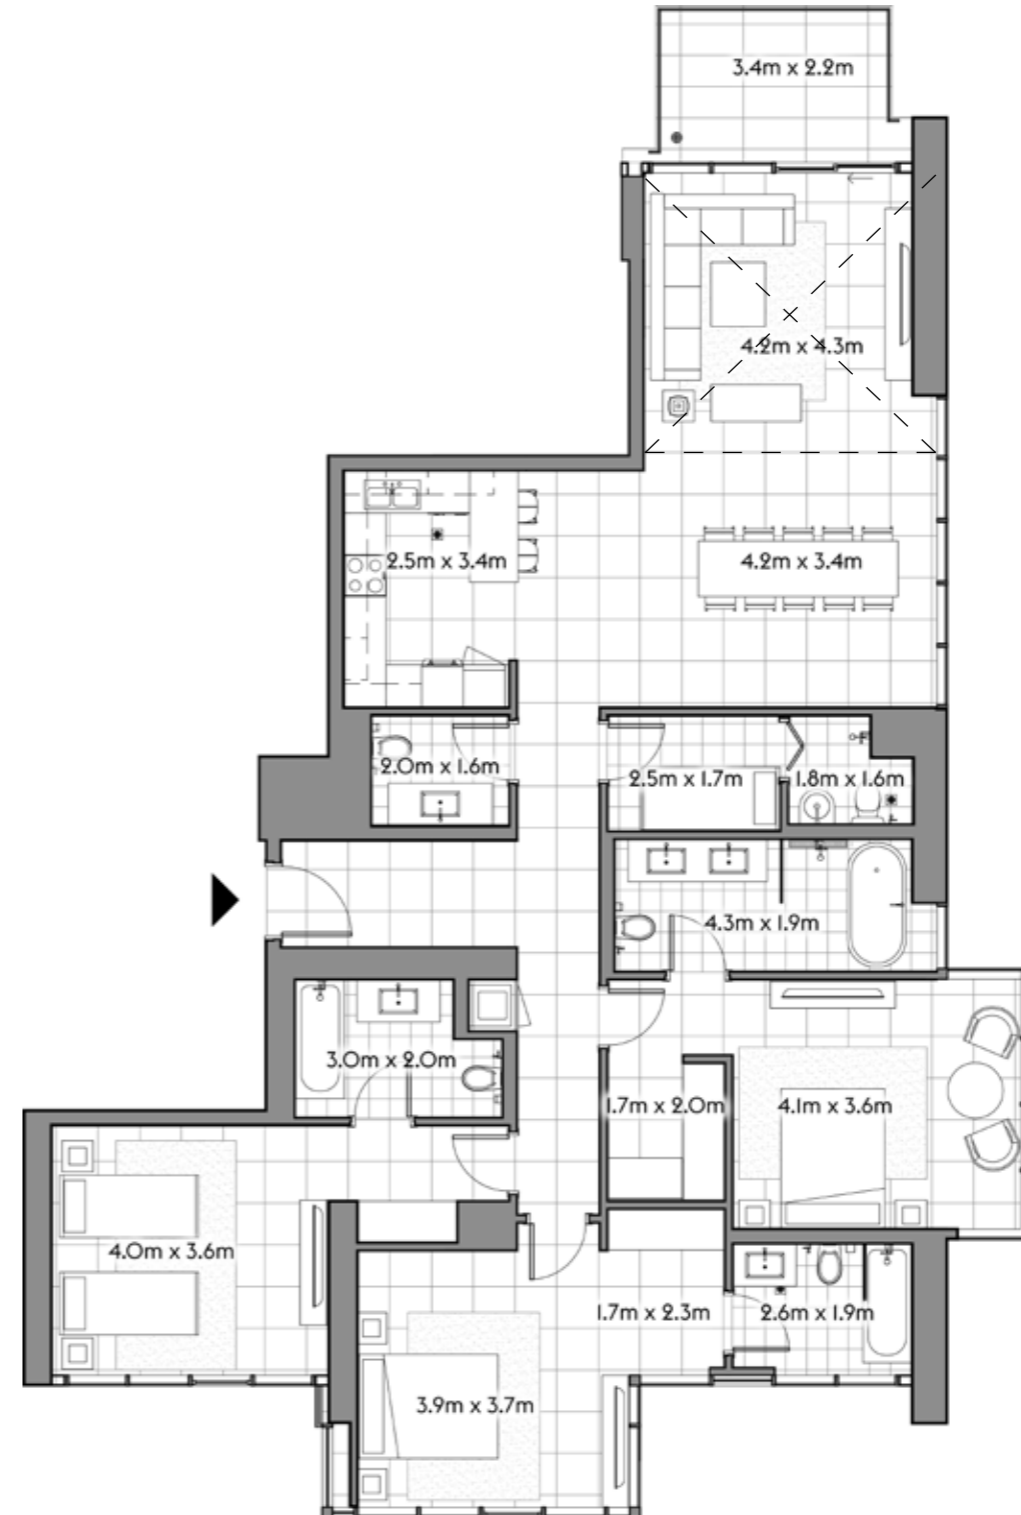 3.4m x 2.2m
4.2m x 4.3m
2.5m x 3.4m
4.2m x 3.4m
2.0m x 1.6m
2.5m x 1.7m
1.8m x 1.6m
4.3m x 1.9m
3.0m x 2.0m
1.7m x 2.0m
4.1m x 3.6m
4.0m x 3.6m
1.7m x 2.3m
2.6m x 1.9m
3.9m x 3.7m